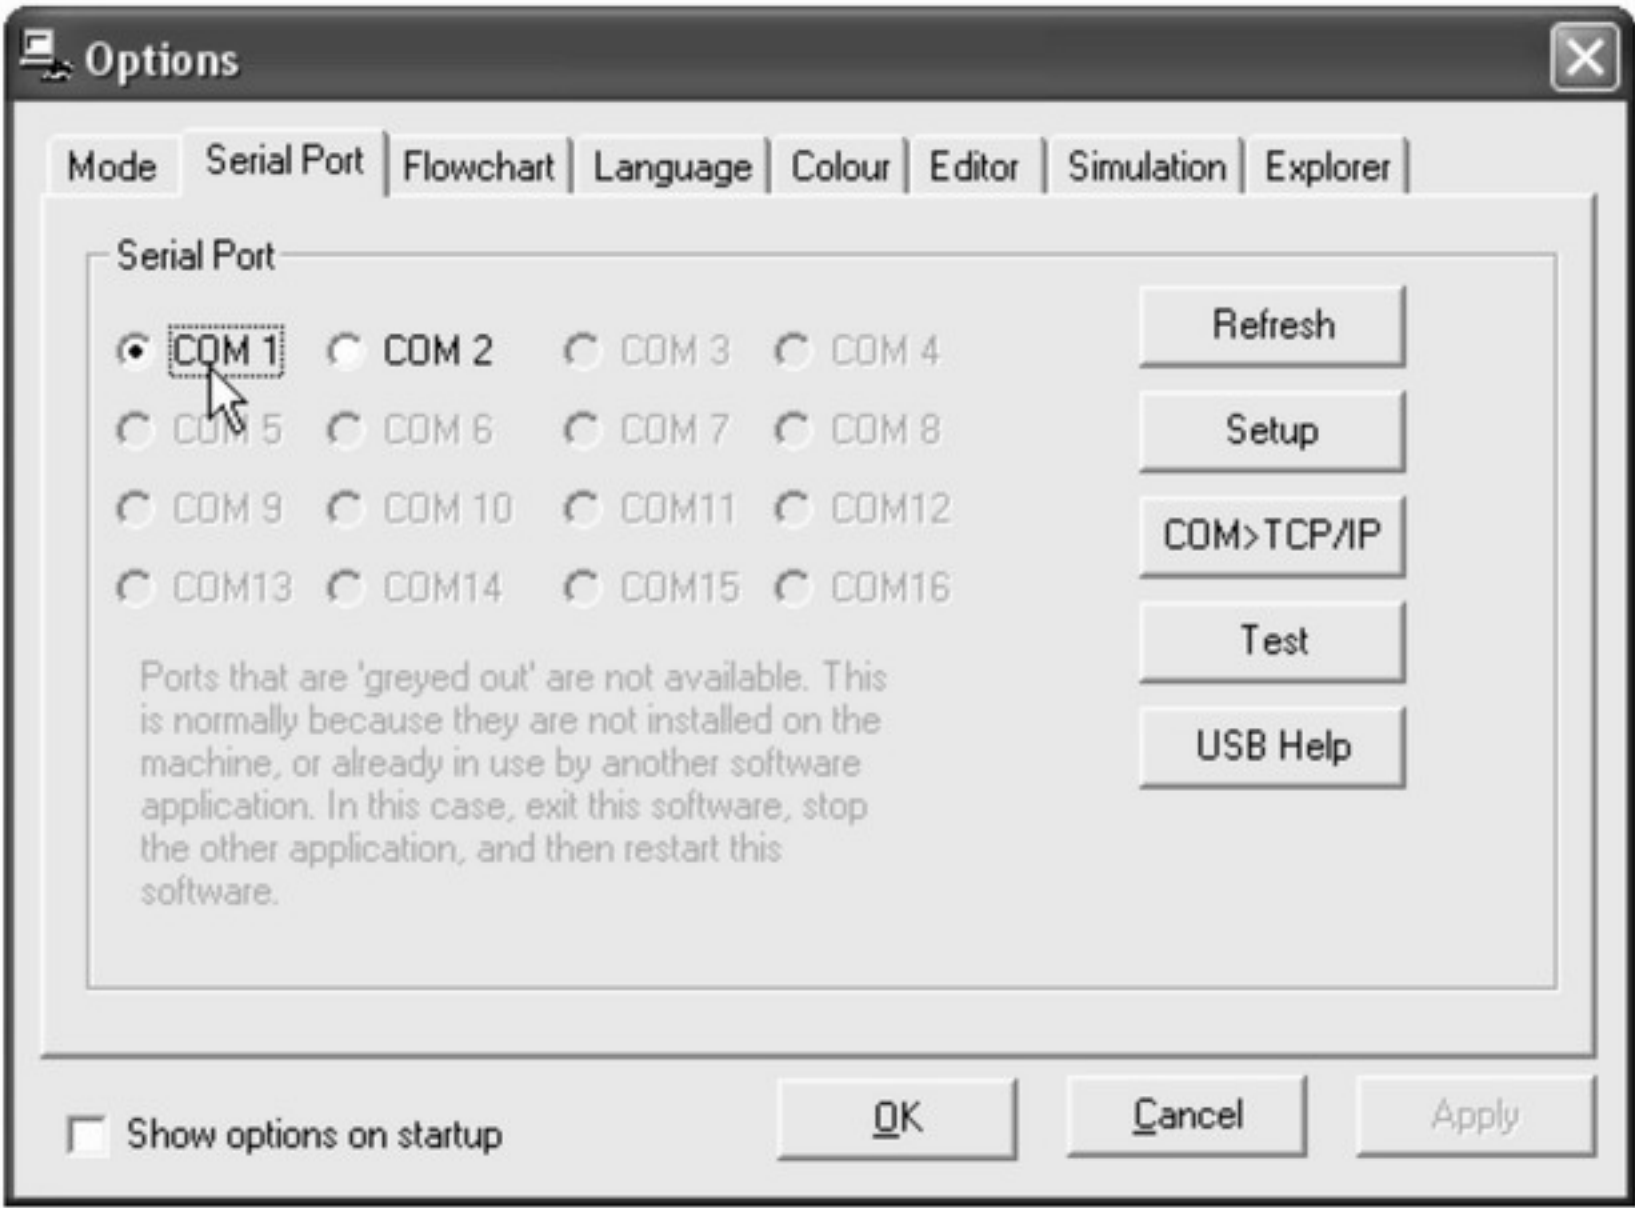 Options
Mode Serial Port Flowchart Language Colour Editor Simulation Explorer
Serial Port
COM 1 COM 2 COM 3 COM 4
COM 5 COM 6 COM 7 COM 8
COM 9 COM 10 COM11 COM12
COM13 COM14 COM15 COM16
Ports that are 'greyed out' are not available. This
is normally because they are not installed on the
machine, or already in use by another software
application. In this case, exit this software, stop
the other application, and then restart this
software.
Refresh
Setup
COM>TCP/IP
Test
USB Help
Show options on startup
OK Cancel Apply